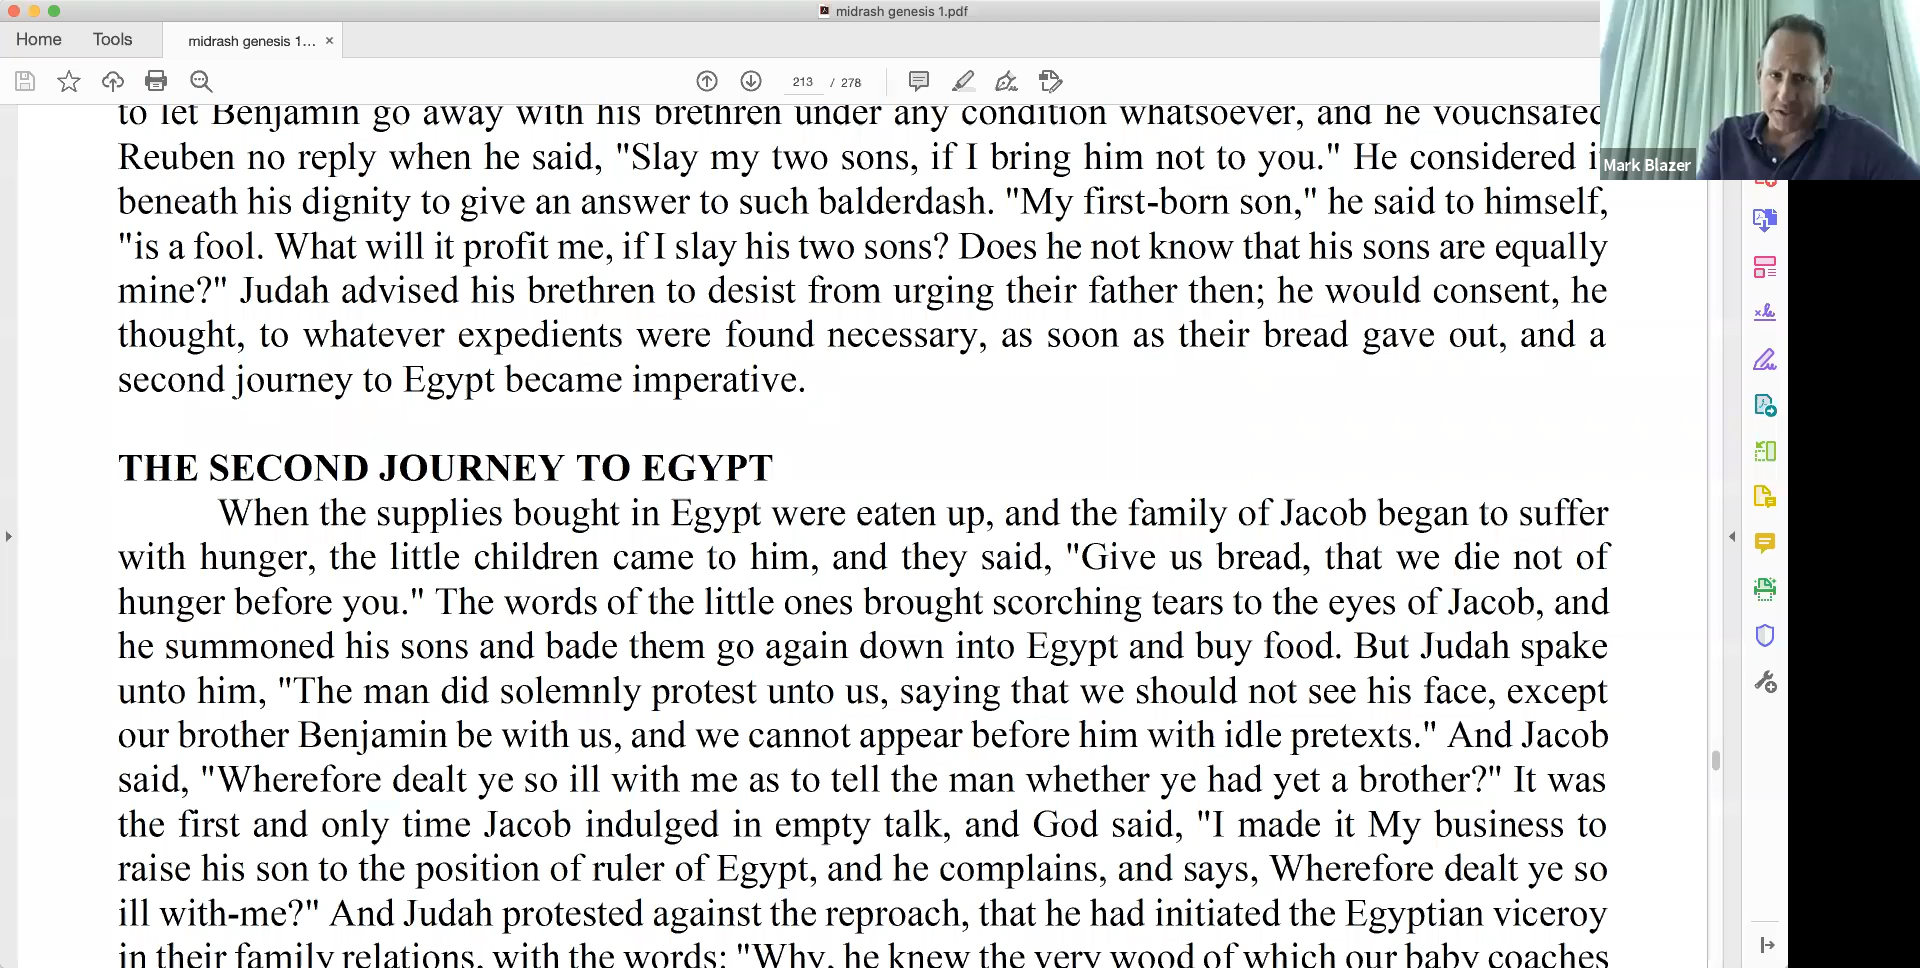 midrash genesis 1.pdf
Home Tools midrash genesis 1... ×
213 / 278
to let Benjamin go away with his brethren under any condition whatsoever, and he vouchsafed
Reuben no reply when he said, "Slay my two sons, if I bring him not to you." He considered
beneath his dignity to give an answer to such balderdash. "My first-born son," he said to himself,
"is a fool. What will it profit me, if I slay his two sons? Does he not know that his sons are equally
mine?" Judah advised his brethren to desist from urging their father then; he would consent, he
thought, to whatever expedients were found necessary, as soon as their bread gave out, and a
second journey to Egypt became imperative.
THE SECOND JOURNEY TO EGYPT
When the supplies bought in Egypt were eaten up, and the family of Jacob began to suffer
with hunger, the little children came to him, and they said, "Give us bread, that we die not of
hunger before you." The words of the little ones brought scorching tears to the eyes of Jacob, and
he summoned his sons and bade them go again down into Egypt and buy food. But Judah spake
unto him, "The man did solemnly protest unto us, saying that we should not see his face, except
our brother Benjamin be with us, and we cannot appear before him with idle pretexts." And Jacob
said, "Wherefore dealt ye so ill with me as to tell the man whether ye had yet a brother?" It was
the first and only time Jacob indulged in empty talk, and God said, "I made it My business to
raise his son to the position of ruler of Egypt, and he complains, and says, Wherefore dealt ye so
ill with-me?" And Judah protested against the reproach, that he had initiated the Egyptian viceroy
in their family relations, with the words: "Why, he knew the very wood of which our baby coaches
Mark Blazer